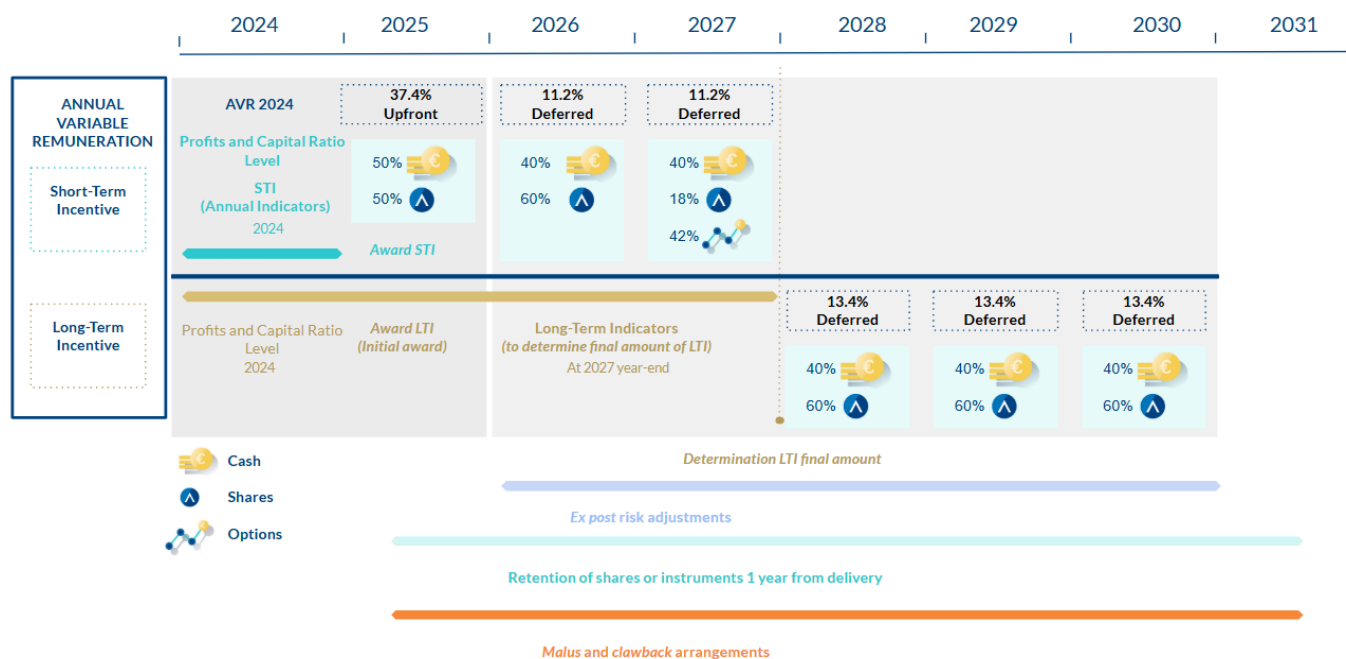 2024 2025 2026 2027 2028 2029 2030 2031
ANNUAL
VARIABLE
REMUNERATION
Short-Term
Incentive
Long-Term
Incentive
AVR 2024
Profits and Capital Ratio
Level
STI
(Annual Indicators)
2024
37.4%
Upfront
50%
50%
Award STI
11.2%
Deferred
40%
60%
11.2%
Deferred
40%
18%
42%
Profits and Capital Ratio
Level
2024
Award LTI
(Initial award)
Long-Term Indicators
(to determine final amount of LTI)
At 2027 year-end
13.4%
Deferred
40%
60%
13.4%
Deferred
40%
60%
13.4%
Deferred
40%
60%
Cash
Shares
Options
Determination LTI final amount
Ex post risk adjustments
Retention of shares or instruments 1 year from delivery
Malus and clawback arrangements